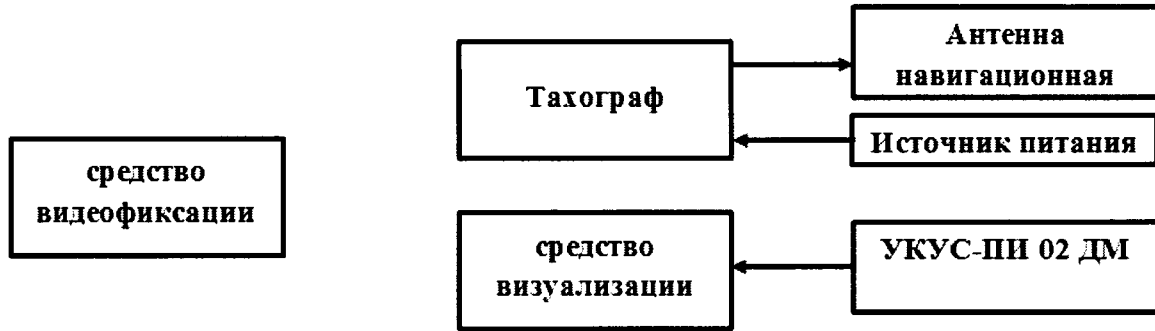 Антенна
навигационная
Тахограф
Источник питания
средство
видеофиксации
средство
визуализации
УКУС-ПИ 02 ДМ